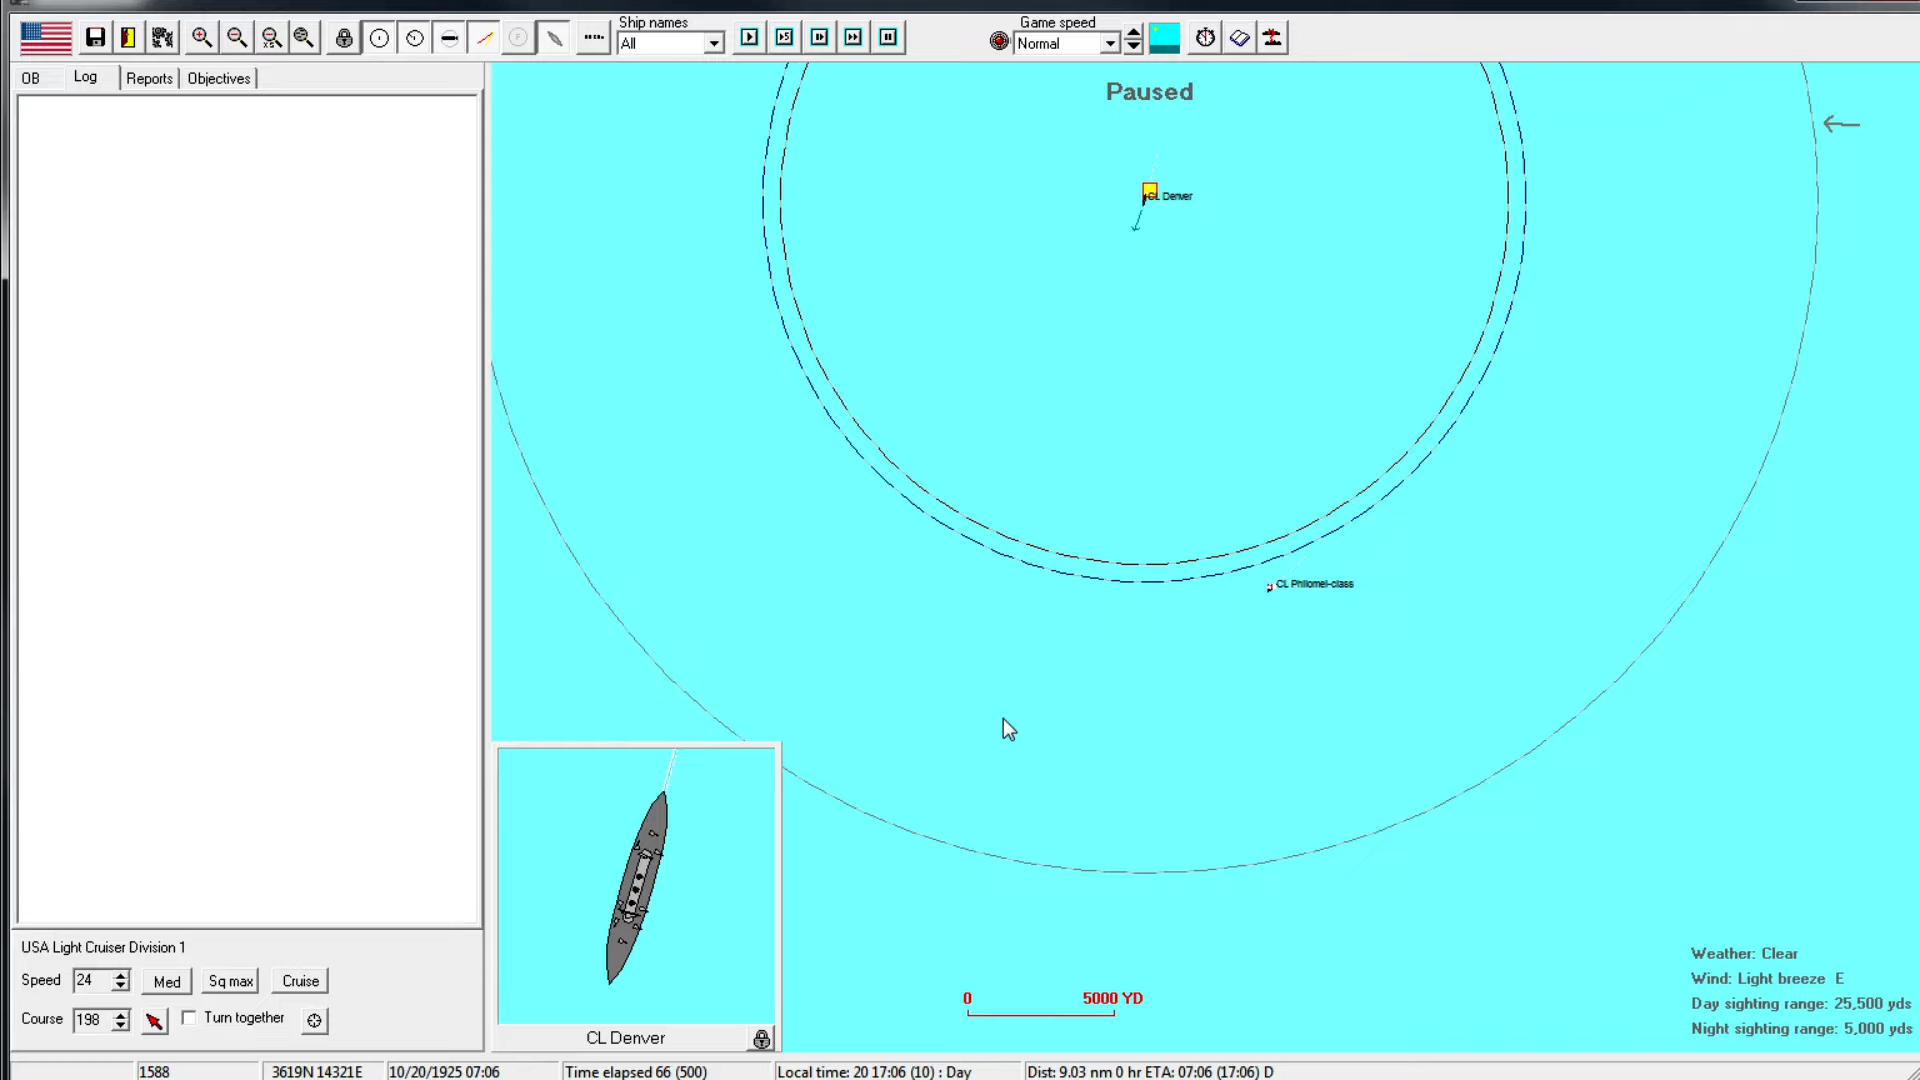 Ship names
All
Game speed
Normal
OB
Log
Reports
Objectives
Paused
CL Denver
CL Philomel-class
USA Light Cruiser Division 1
Speed 24 Med Sq max Cruise
Course 198 Turn together
CL Denver
0 5000 YD
Weather: Clear
Wind: Light breeze E
Day sighting range: 25,500 yds
Night sighting range: 5,000 yds
1588
3619N 14321E
10/20/1925 07:06
Time elapsed 66 (500)
Local time: 20 17:06 (10) : Day
Dist: 9.03 nm 0 hr ETA: 07:06 (17:06) D